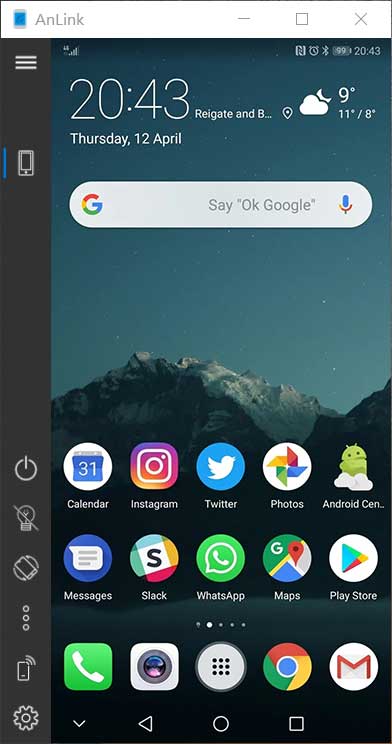 AnLink
99 20:43
20:43
Reigate and B...
9°
11° / 8°
Thursday, 12 April
Say "Ok Google"
31
Calendar
Instagram
Twitter
Photos
Android Cen..
Messages
Slack
WhatsApp
Maps
Play Store